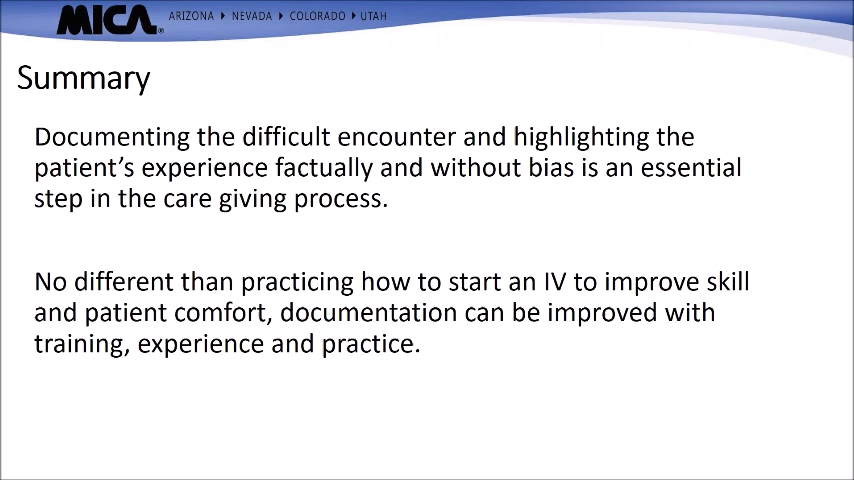 MICA® ARIZONA ▸ NEVADA ▸ COLORADO ▸ UTAH
Summary
Documenting the difficult encounter and highlighting the
patient’s experience factually and without bias is an essential
step in the care giving process.
No different than practicing how to start an IV to improve skill
and patient comfort, documentation can be improved with
training, experience and practice.